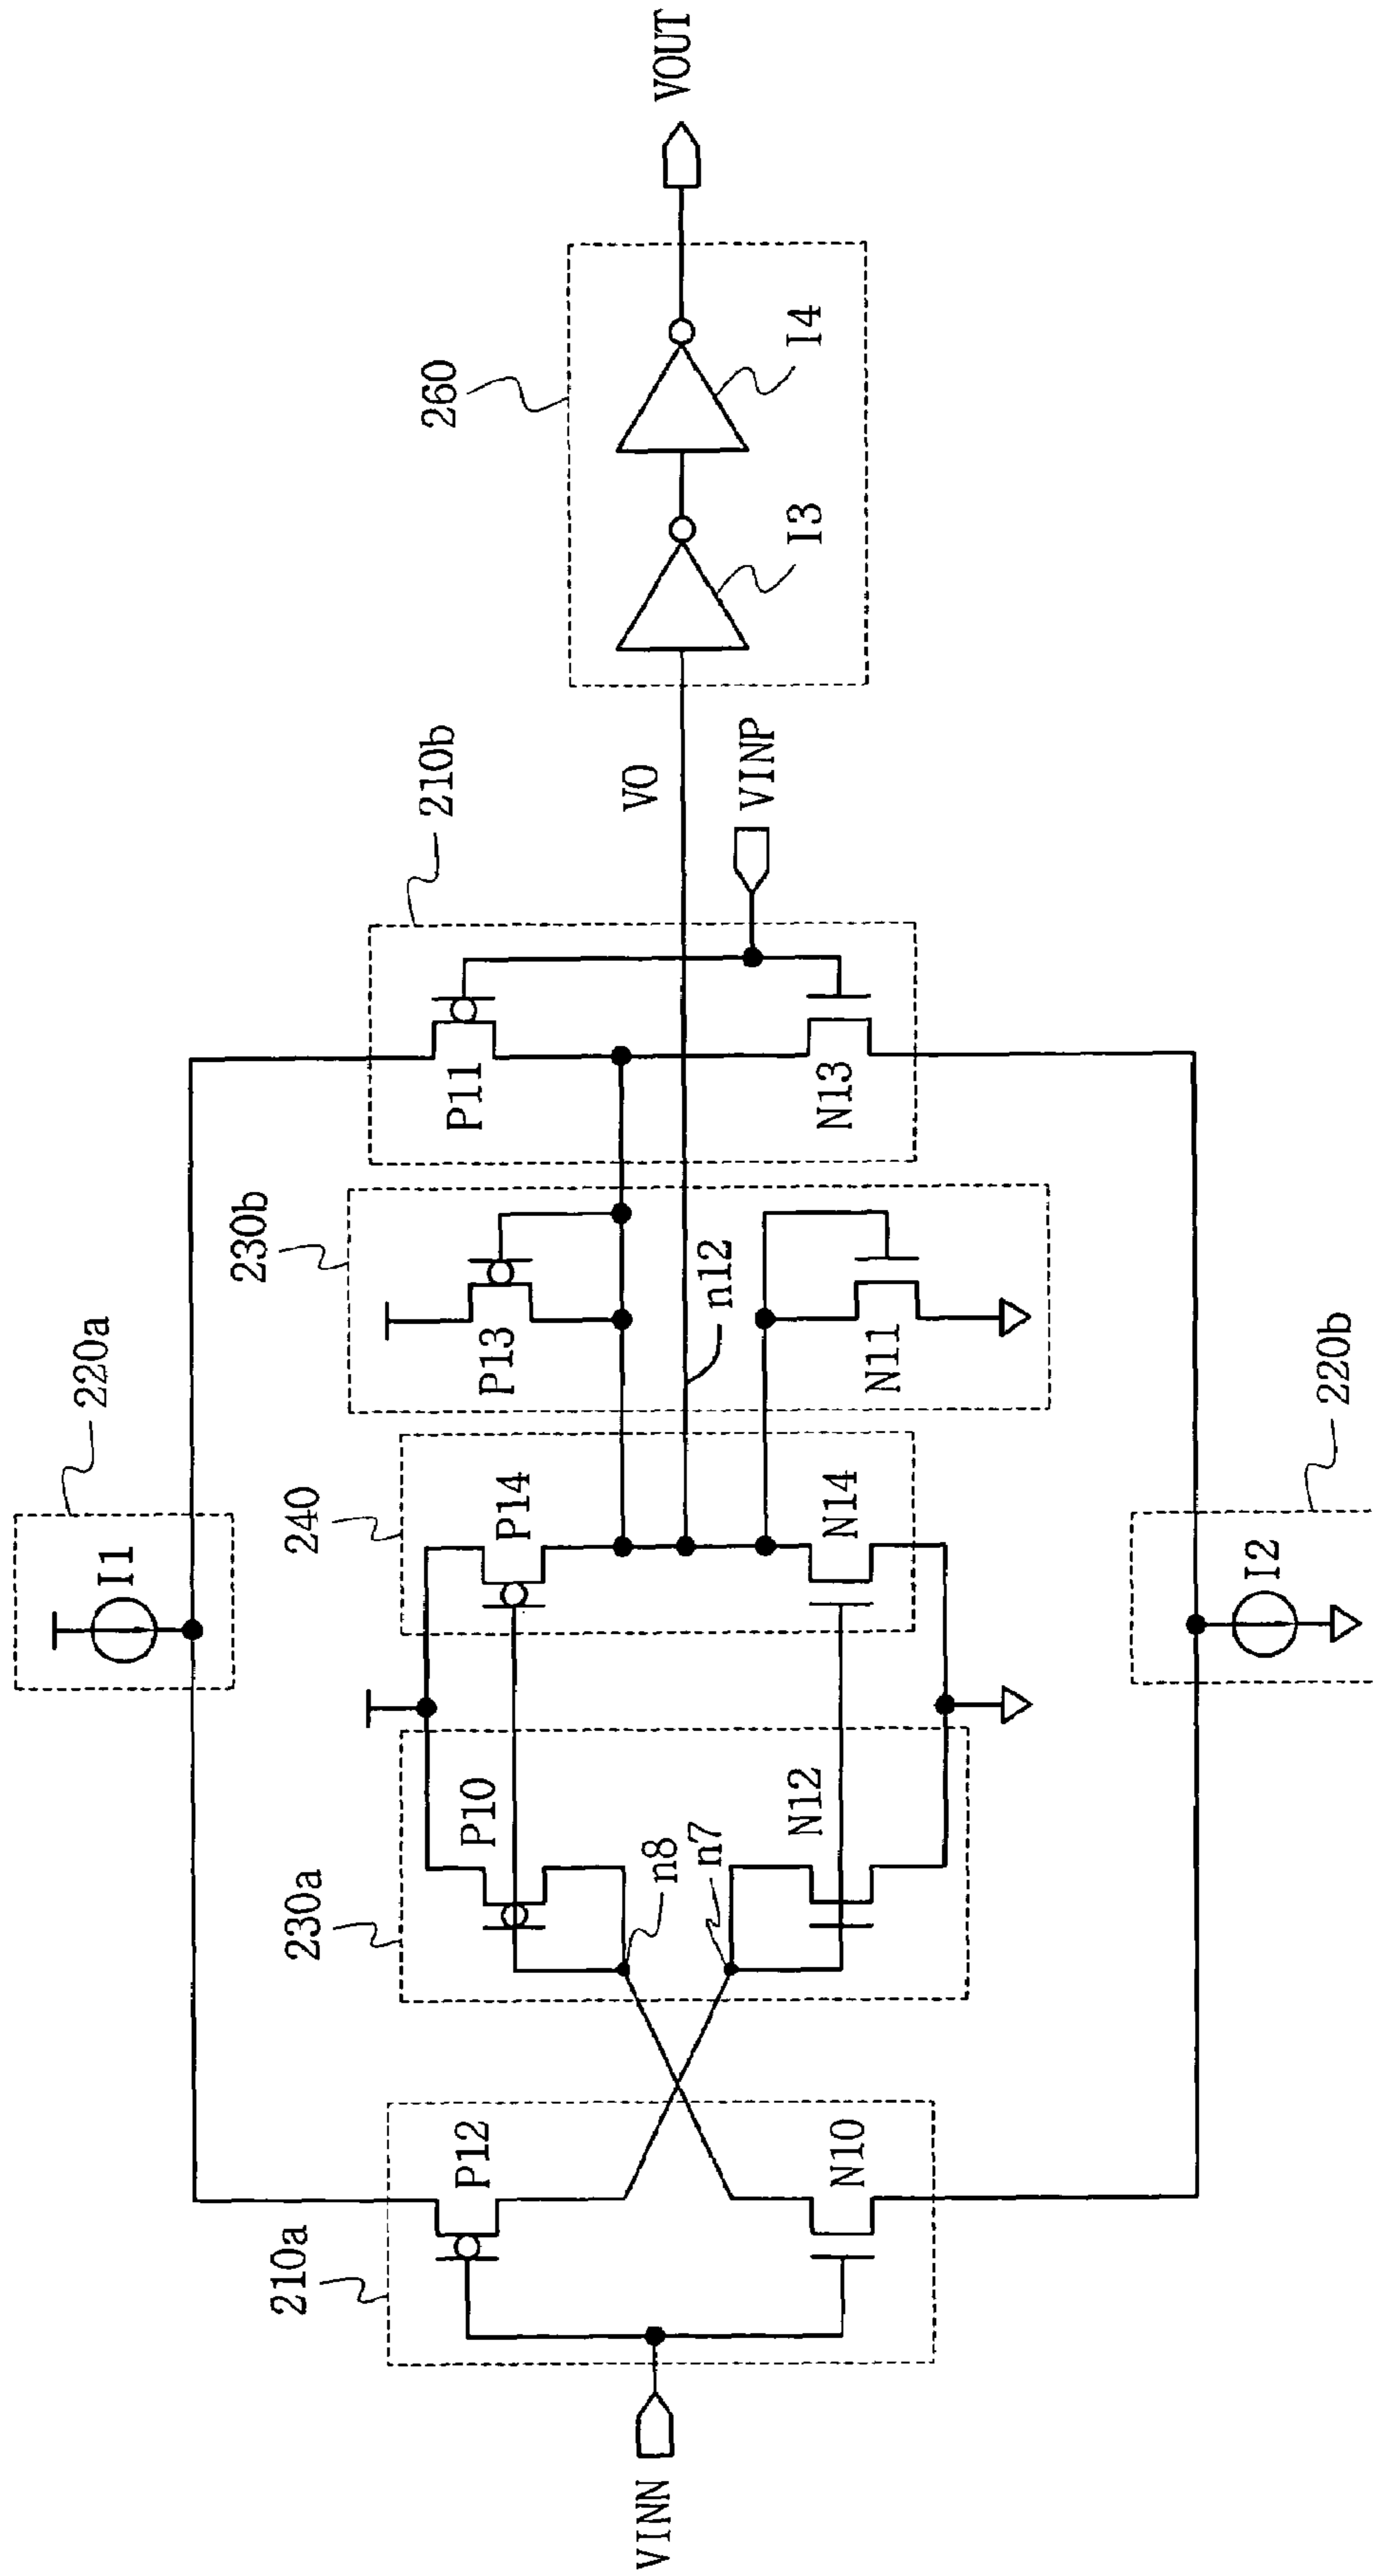 220a
I1
230b
210b
260
240
230a
210a
P12
P10
P14
P13
P11
VO
VOUT
n8
n7
n12
VINN
VINP
I3
I4
N10
N12
N14
N11
N13
I2
220b